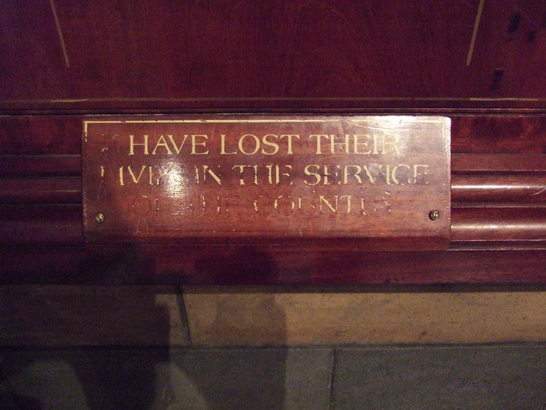 HAVE LOST THEIR
LIVES IN THE SERVICE
OF THE COUNTY